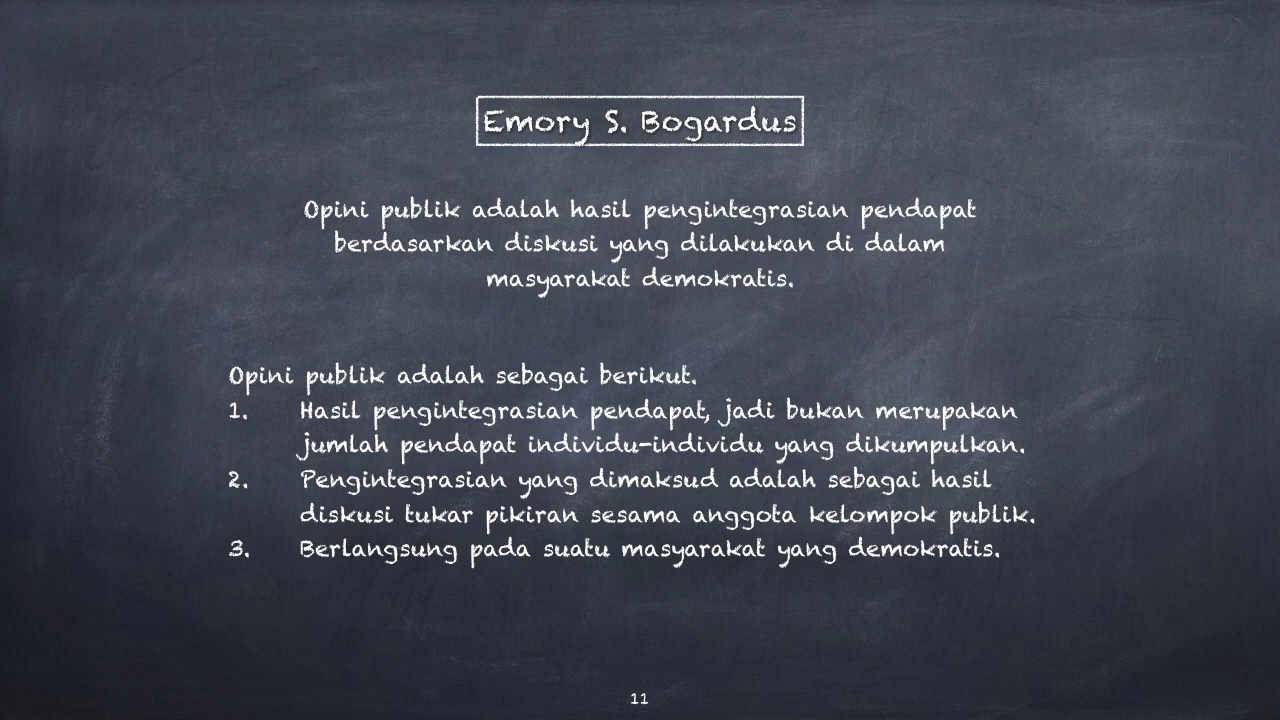 Emory S. Bogardus
Opini publik adalah hasil pengintegrasian pendapat
berdasarkan diskusi yang dilakukan di dalam
masyarakat demokratis.
Opini publik adalah sebagai berikut.
1. Hasil pengintegrasian pendapat, jadi bukan merupakan
jumlah pendapat individu-individu yang dikumpulkan.
2. Pengintegrasian yang dimaksud adalah sebagai hasil
diskusi tukar pikiran sesama anggota kelompok publik.
3. Berlangsung pada suatu masyarakat yang demokratis.
11